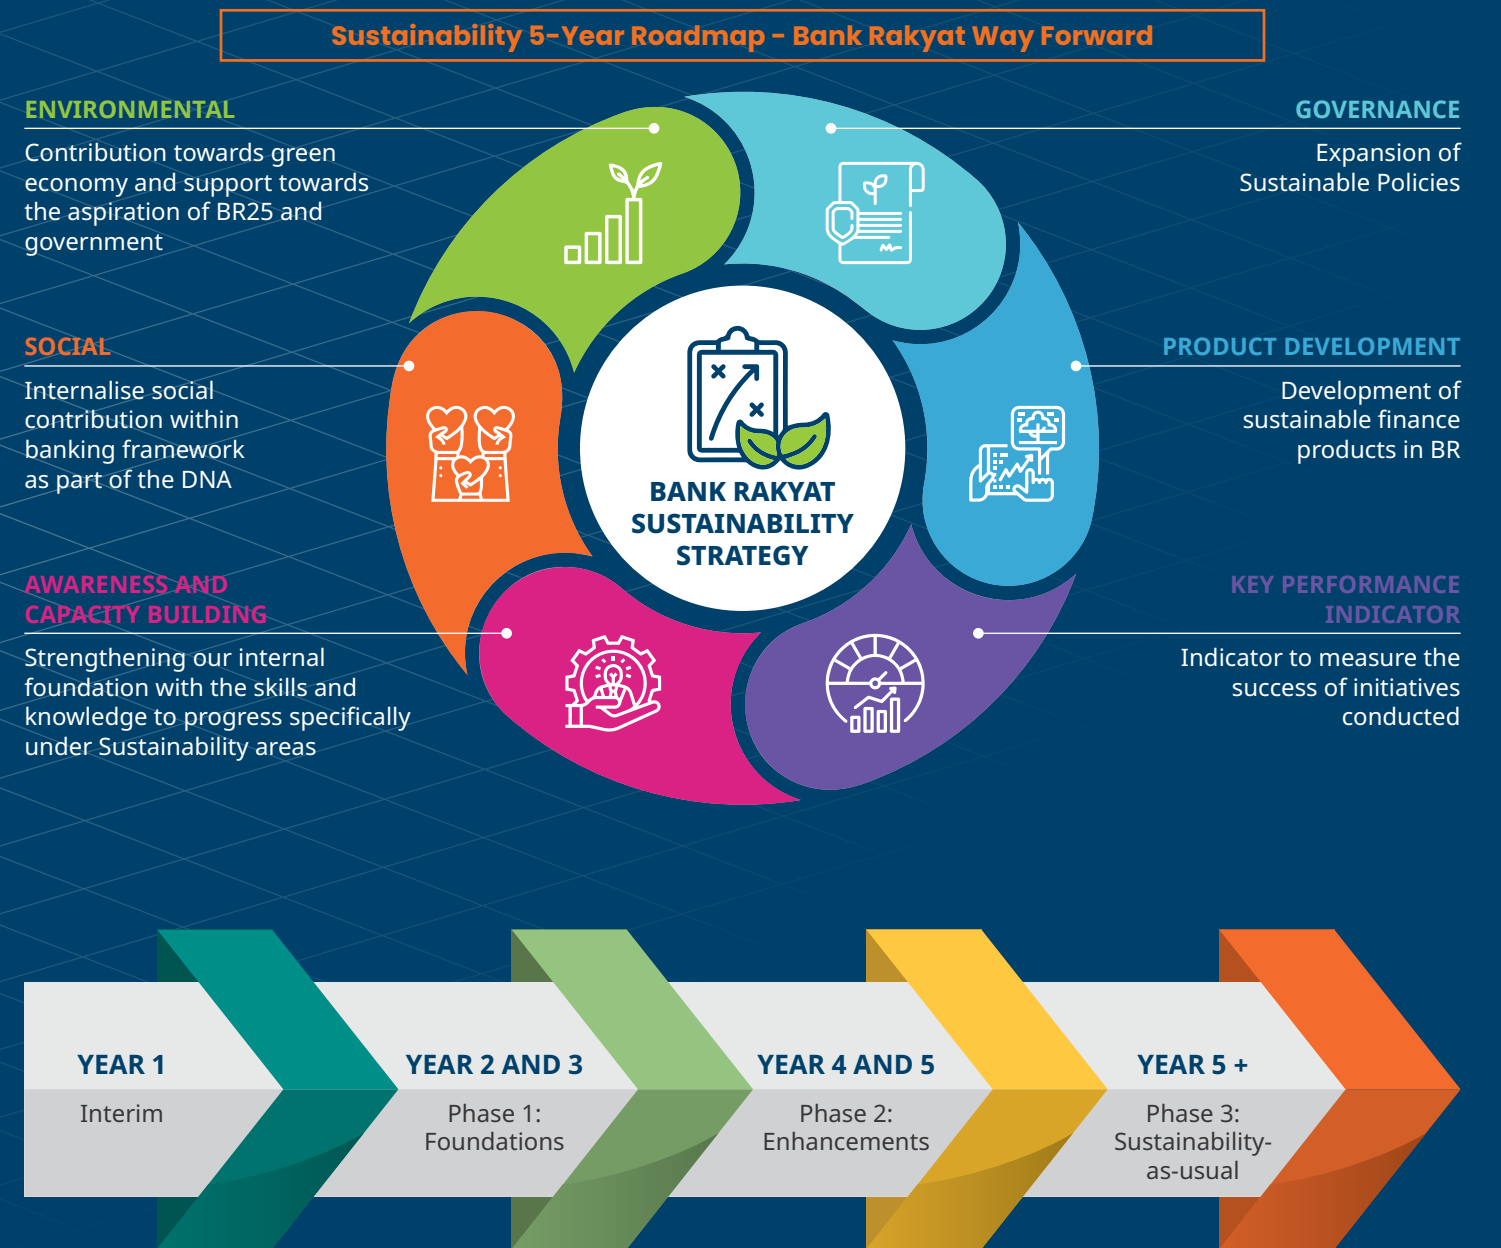 Sustainability 5-Year Roadmap - Bank Rakyat Way Forward
ENVIRONMENTAL
Contribution towards green
economy and support towards
the aspiration of BR25 and
government
SOCIAL
Internalise social
contribution within
banking framework
as part of the DNA
AWARENESS AND
CAPACITY BUILDING
Strengthening our internal
foundation with the skills and
knowledge to progress specifically
under Sustainability areas
BANK RAKYAT
SUSTAINABILITY
STRATEGY
GOVERNANCE
Expansion of
Sustainable Policies
PRODUCT DEVELOPMENT
Development of
sustainable finance
products in BR
KEY PERFORMANCE
INDICATOR
Indicator to measure the
success of initiatives
conducted
YEAR 1
Interim
YEAR 2 AND 3
Phase 1:
Foundations
YEAR 4 AND 5
Phase 2:
Enhancements
YEAR 5 +
Phase 3:
Sustainability-
as-usual